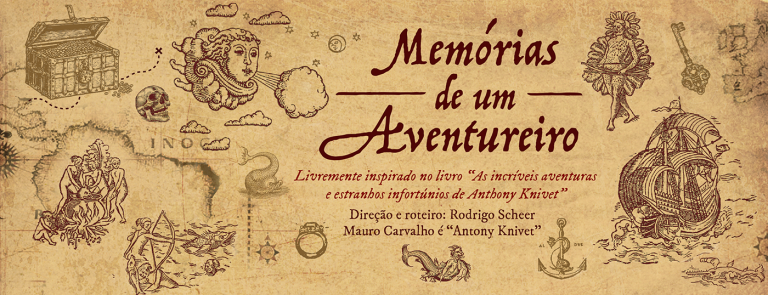 Memórias
de um
Aventureiro
Livremente inspirado no livro “As incríveis aventuras
e estranhos infortúnios de Anthony Knivet”
Direção e roteiro: Rodrigo Scheer
Mauro Carvalho é “Antony Knivet”
INO